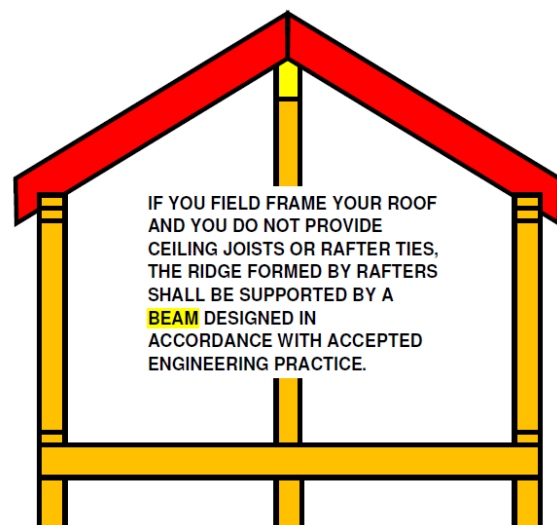 IF YOU FIELD FRAME YOUR ROOF
AND YOU DO NOT PROVIDE
CEILING JOISTS OR RAFTER TIES,
THE RIDGE FORMED BY RAFTERS
SHALL BE SUPPORTED BY A
BEAM DESIGNED IN
ACCORDANCE WITH ACCEPTED
ENGINEERING PRACTICE.